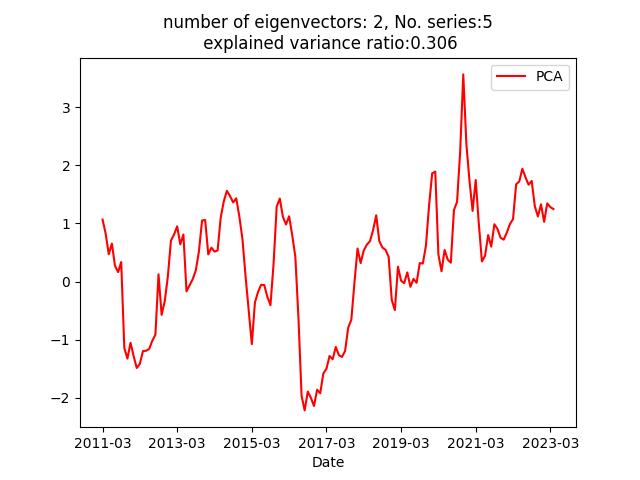 number of eigenvectors: 2, No. series:5
explained variance ratio:0.306
PCA
3
2
1
0
−1
−2
2011-03 2013-03 2015-03 2017-03 2019-03 2021-03 2023-03
Date